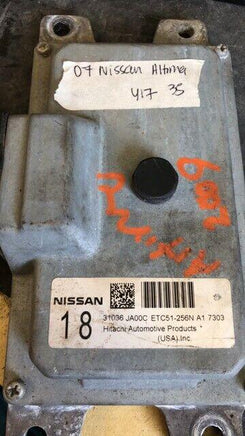 07 Nissan Altima
417 35
NISSAN
18
31036 JA00C ETC51-256N A1 7303
Hitachi Automotive Products
(USA).Inc.